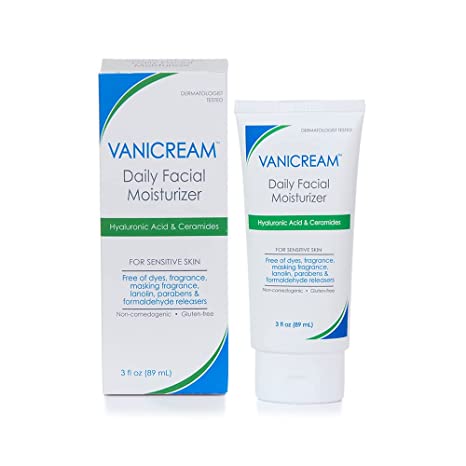 DERMATOLOGIST
TESTED
VANICREAM™
Daily Facial
Moisturizer
Hyaluronic Acid & Ceramides
FOR SENSITIVE SKIN
Free of dyes, fragrance,
masking fragrance,
lanolin, parabens &
formaldehyde releasers
Non-comedogenic • Gluten-free
3 fl oz (89 mL)
DERMATOLOGIST TESTED
VANICREAM™
Daily Facial
Moisturizer
Hyaluronic Acid & Ceramides
FOR SENSITIVE SKIN
Free of dyes, fragrance,
masking fragrance,
lanolin, parabens &
formaldehyde releasers
Non-comedogenic • Gluten-free
3 fl oz (89 mL)